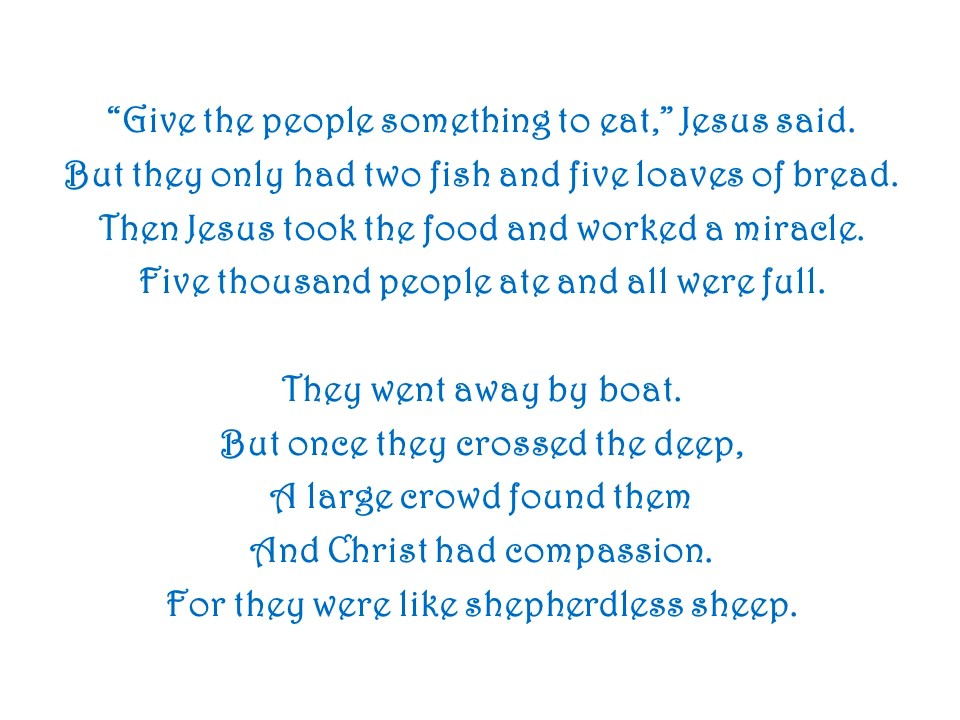 “Give the people something to eat,” Jesus said.
But they only had two fish and five loaves of bread.
Then Jesus took the food and worked a miracle.
Five thousand people ate and all were full.
They went away by boat.
But once they crossed the deep,
A large crowd found them
And Christ had compassion.
For they were like shepherdless sheep.